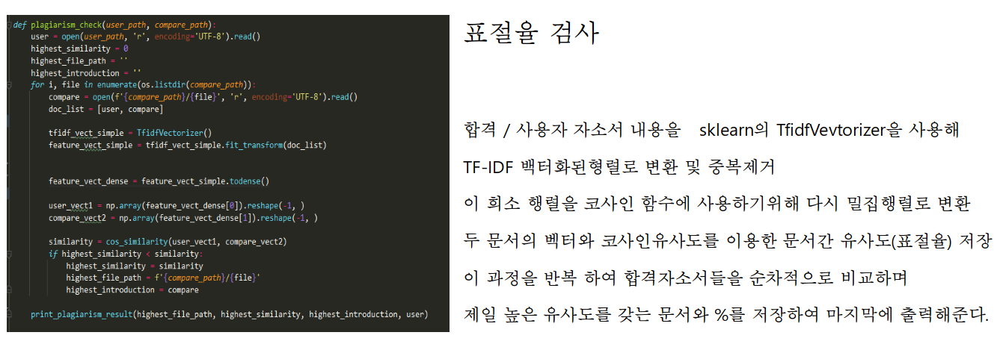 def plagiarism_check(user_path, compare_path):
user = open(user_path, 'r', encoding='UTF-8').read()
highest_similarity = 0
highest_file_path = ''
highest_introduction = ''
for i, file in enumerate(os.listdir(compare_path)):
compare = open(f'{compare_path}/{file}', 'r', encoding='UTF-8').read()
doc_list = [user, compare]
tfidf_vect_simple = TfidfVectorizer()
feature_vect_simple = tfidf_vect_simple.fit_transform(doc_list)
feature_vect_dense = feature_vect_simple.todense()
user_vect1 = np.array(feature_vect_dense[0]).reshape(-1, )
compare_vect2 = np.array(feature_vect_dense[1]).reshape(-1, )
similarity = cos_similarity(user_vect1, compare_vect2)
if highest_similarity < similarity:
highest_similarity = similarity
highest_file_path = f'{compare_path}/{file}'
highest_introduction = compare
print_plagiarism_result(highest_file_path, highest_similarity, highest_introduction, user)
표절율 검사
합격 / 사용자 자소서 내용을 sklearn의 TfidfVevtorizer을 사용해
TF-IDF 백터화된형렬로 변환 및 중복제거
이 희소 행렬을 코사인 함수에 사용하기위해 다시 밀집행렬로 변환
두 문서의 벡터와 코사인유사도를 이용한 문서간 유사도(표절율) 저장
이 과정을 반복 하여 합격자소서들을 순차적으로 비교하며
제일 높은 유사도를 갖는 문서와 %를 저장하여 마지막에 출력해준다.